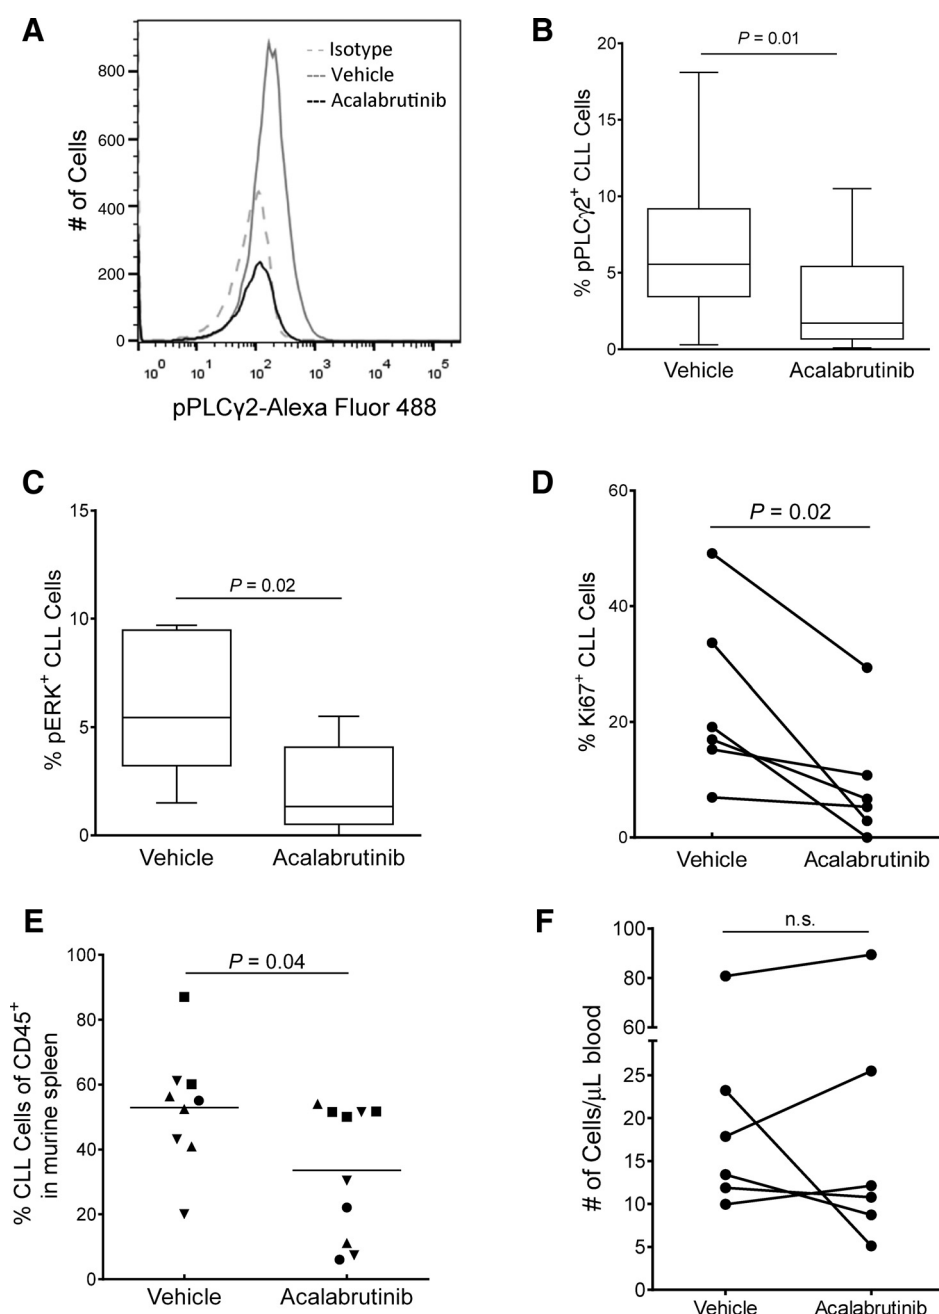 A
# of Cells
800
600
400
200
0
Isotype
Vehicle
Acalabrutinib
10^0 10^1 10^2 10^3 10^4 10^5
pPLCγ2-Alexa Fluor 488
B
% pPLCγ2+ CLL Cells
20
15
10
5
0
P = 0.01
Vehicle Acalabrutinib
C
% pERK+ CLL Cells
15
10
5
0
P = 0.02
Vehicle Acalabrutinib
D
% Ki67+ CLL Cells
60
40
20
0
P = 0.02
Vehicle Acalabrutinib
E
% CLL Cells of CD45+
in murine spleen
100
80
60
40
20
0
P = 0.04
Vehicle Acalabrutinib
F
# of Cells/µL blood
100
80
60
25
20
15
10
5
0
n.s.
Vehicle Acalabrutinib